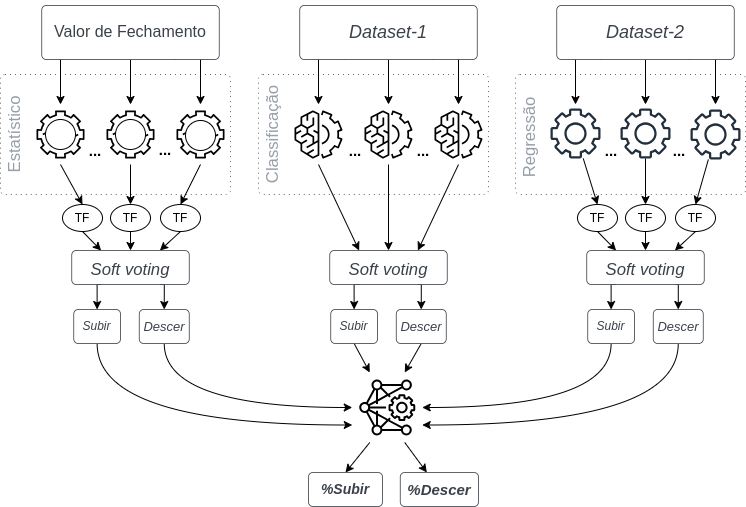 Valor de Fechamento
Dataset-1
Dataset-2
Estatístico
Classificação
Regressão
... ...
... ...
... ...
TF TF TF
TF TF TF
Soft voting
Soft voting
Soft voting
Subir
Descer
Subir
Descer
Subir
Descer
%Subir
%Descer